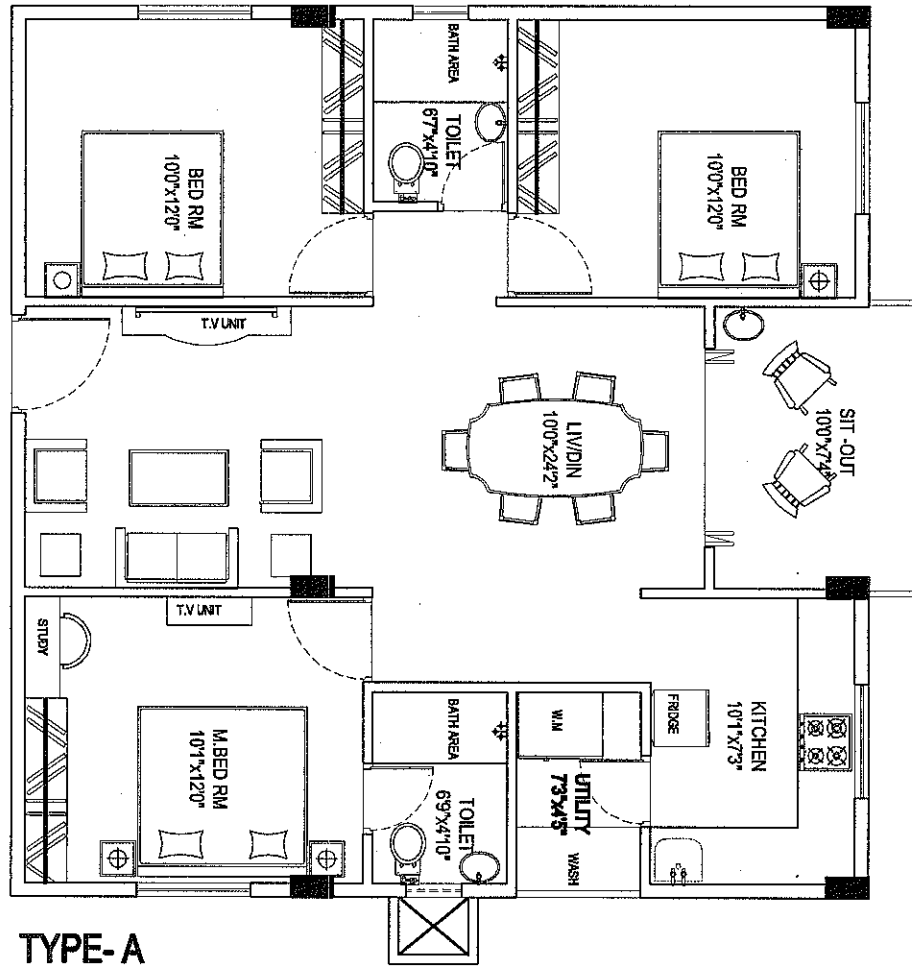 BED RM
10'0"x12'0"
BATH AREA
TOILET
6'7"x4'10"
BED RM
10'0"x12'0"
T.V UNIT
LIV/DIN
10'0"x24'2"
SIT -OUT
10'0"x7'4"
STUDY
T.V UNIT
M.BED RM
10'1"x12'0"
BATH AREA
TOILET
6'9"x4'10"
W.M
UTILITY
7'3"x4'5"
WASH
FRIDGE
KITCHEN
10'1"x7'3"
TYPE- A